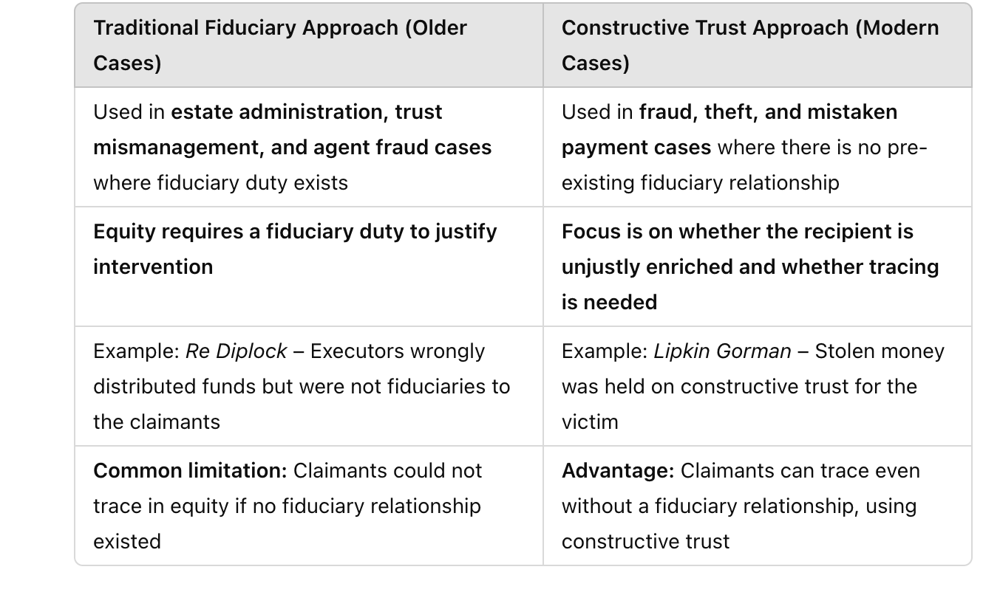 Traditional Fiduciary Approach (Older
Cases)
Constructive Trust Approach (Modern
Cases)
Used in estate administration, trust
mismanagement, and agent fraud cases
where fiduciary duty exists
Used in fraud, theft, and mistaken
payment cases where there is no pre-
existing fiduciary relationship
Equity requires a fiduciary duty to justify
intervention
Focus is on whether the recipient is
unjustly enriched and whether tracing
is needed
Example: Re Diplock – Executors wrongly
distributed funds but were not fiduciaries to
the claimants
Example: Lipkin Gorman – Stolen money
was held on constructive trust for the
victim
Common limitation: Claimants could not
trace in equity if no fiduciary relationship
existed
Advantage: Claimants can trace even
without a fiduciary relationship, using
constructive trust